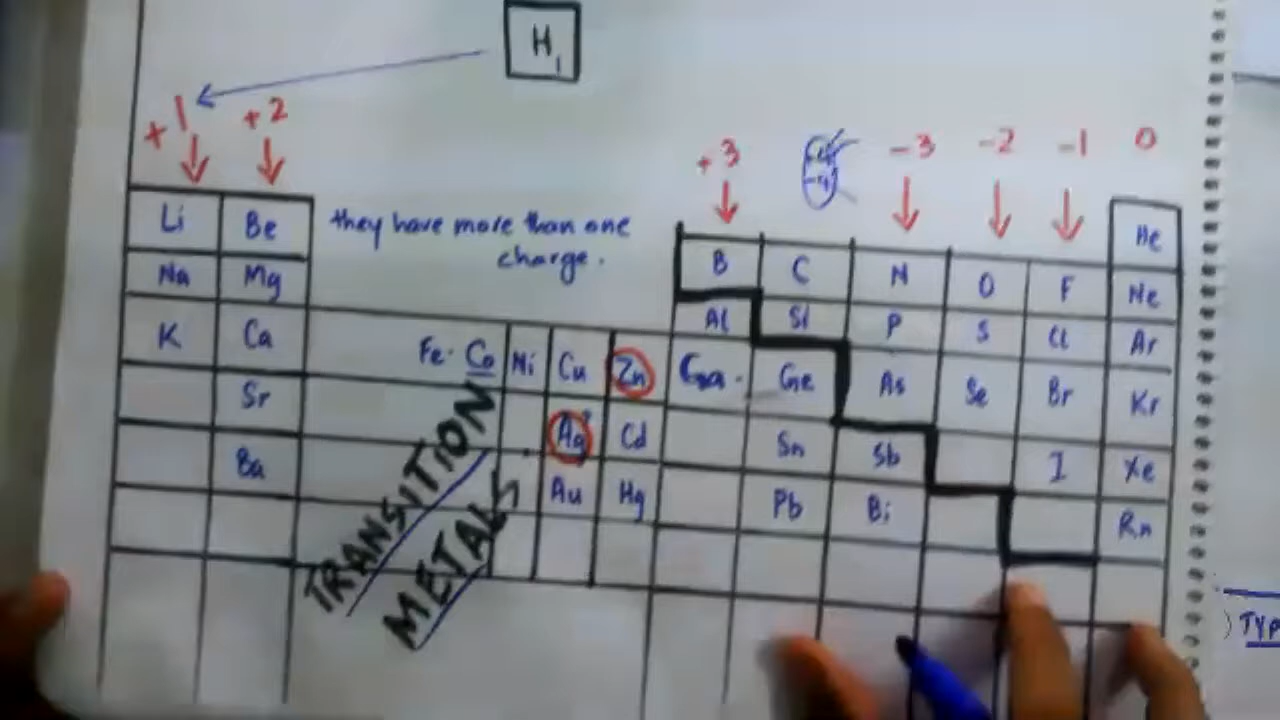 H₁
+1 +2
+3 -3 -2 -1 0
Li Be they have more than one He
charge.
B C N O F Ne
Na Mg
Al Si P S Cl Ar
K Ca Fe Co Ni Cu Zn Ga Ge As Se Br Kr
Sr Ag Cd Sn Sb I Xe
Ba Au Hg Pb Bi Rn
TRANSITION
METALS
) TYP